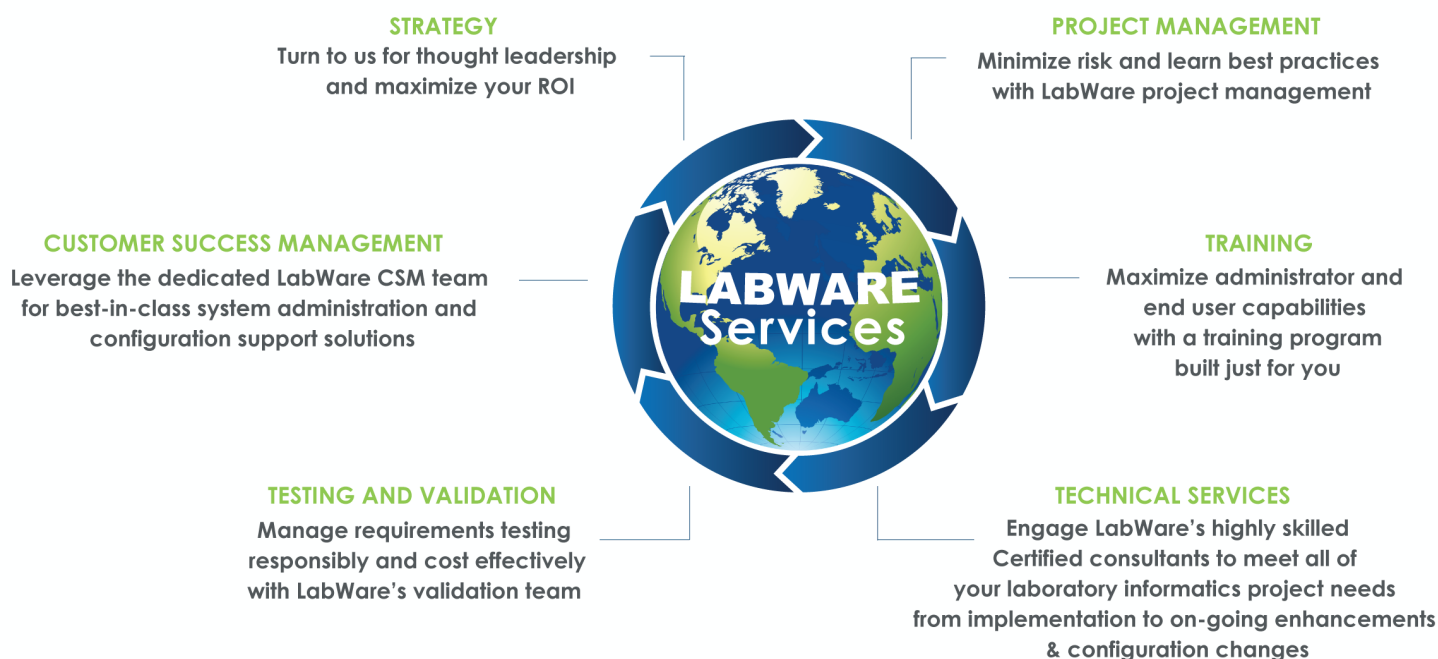 STRATEGY
Turn to us for thought leadership
and maximize your ROI
PROJECT MANAGEMENT
Minimize risk and learn best practices
with LabWare project management
CUSTOMER SUCCESS MANAGEMENT
Leverage the dedicated LabWare CSM team
for best-in-class system administration and
configuration support solutions
LABWARE
Services
TRAINING
Maximize administrator and
end user capabilities
with a training program
built just for you
TESTING AND VALIDATION
Manage requirements testing
responsibly and cost effectively
with LabWare’s validation team
TECHNICAL SERVICES
Engage LabWare’s highly skilled
Certified consultants to meet all of
your laboratory informatics project needs
from implementation to on-going enhancements
& configuration changes